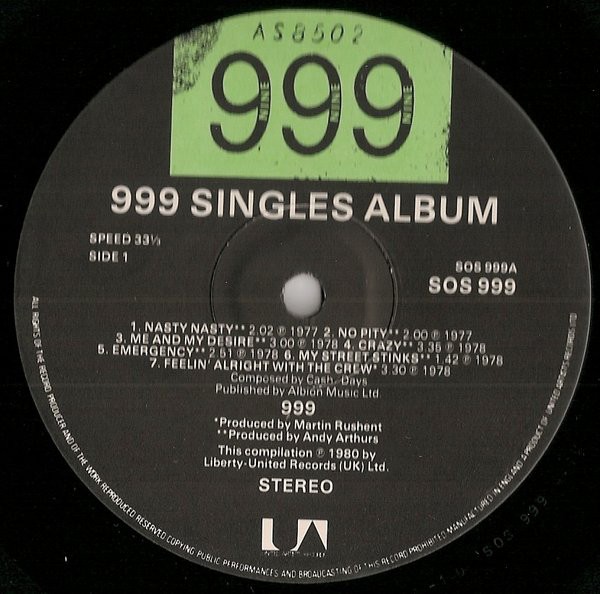 AS8502
999
NINE NINE NINE
999 SINGLES ALBUM
SPEED 33⅓
SIDE 1
SOS 999A
SOS 999
1. NASTY NASTY** 2.02 ℗ 1977 2. NO PITY** 2.00 ℗ 1977
3. ME AND MY DESIRE** 3.00 ℗ 1978 4. CRAZY** 3.35 ℗ 1978
5. EMERGENCY** 2.51 ℗ 1978 6. MY STREET STINKS** 1.42 ℗ 1978
7. FEELIN' ALRIGHT WITH THE CREW* 3.30 ℗ 1978
Composed by Cash, Days
Published by Albion Music Ltd
999
*Produced by Martin Rushent
**Produced by Andy Arthurs
This compilation ℗ 1980 by
Liberty-United Records (UK) Ltd.
STEREO
UA
ALL RIGHTS OF THE RECORD PRODUCER AND OF THE WORK REPRODUCED RESERVED COPYING PUBLIC PERFORMANCES AND BROADCASTING OF THIS RECORD PROHIBITED MANUFACTURED IN ENGLAND A PRODUCT OF UNITED ARTISTS RECORDS LTD
SOS 999